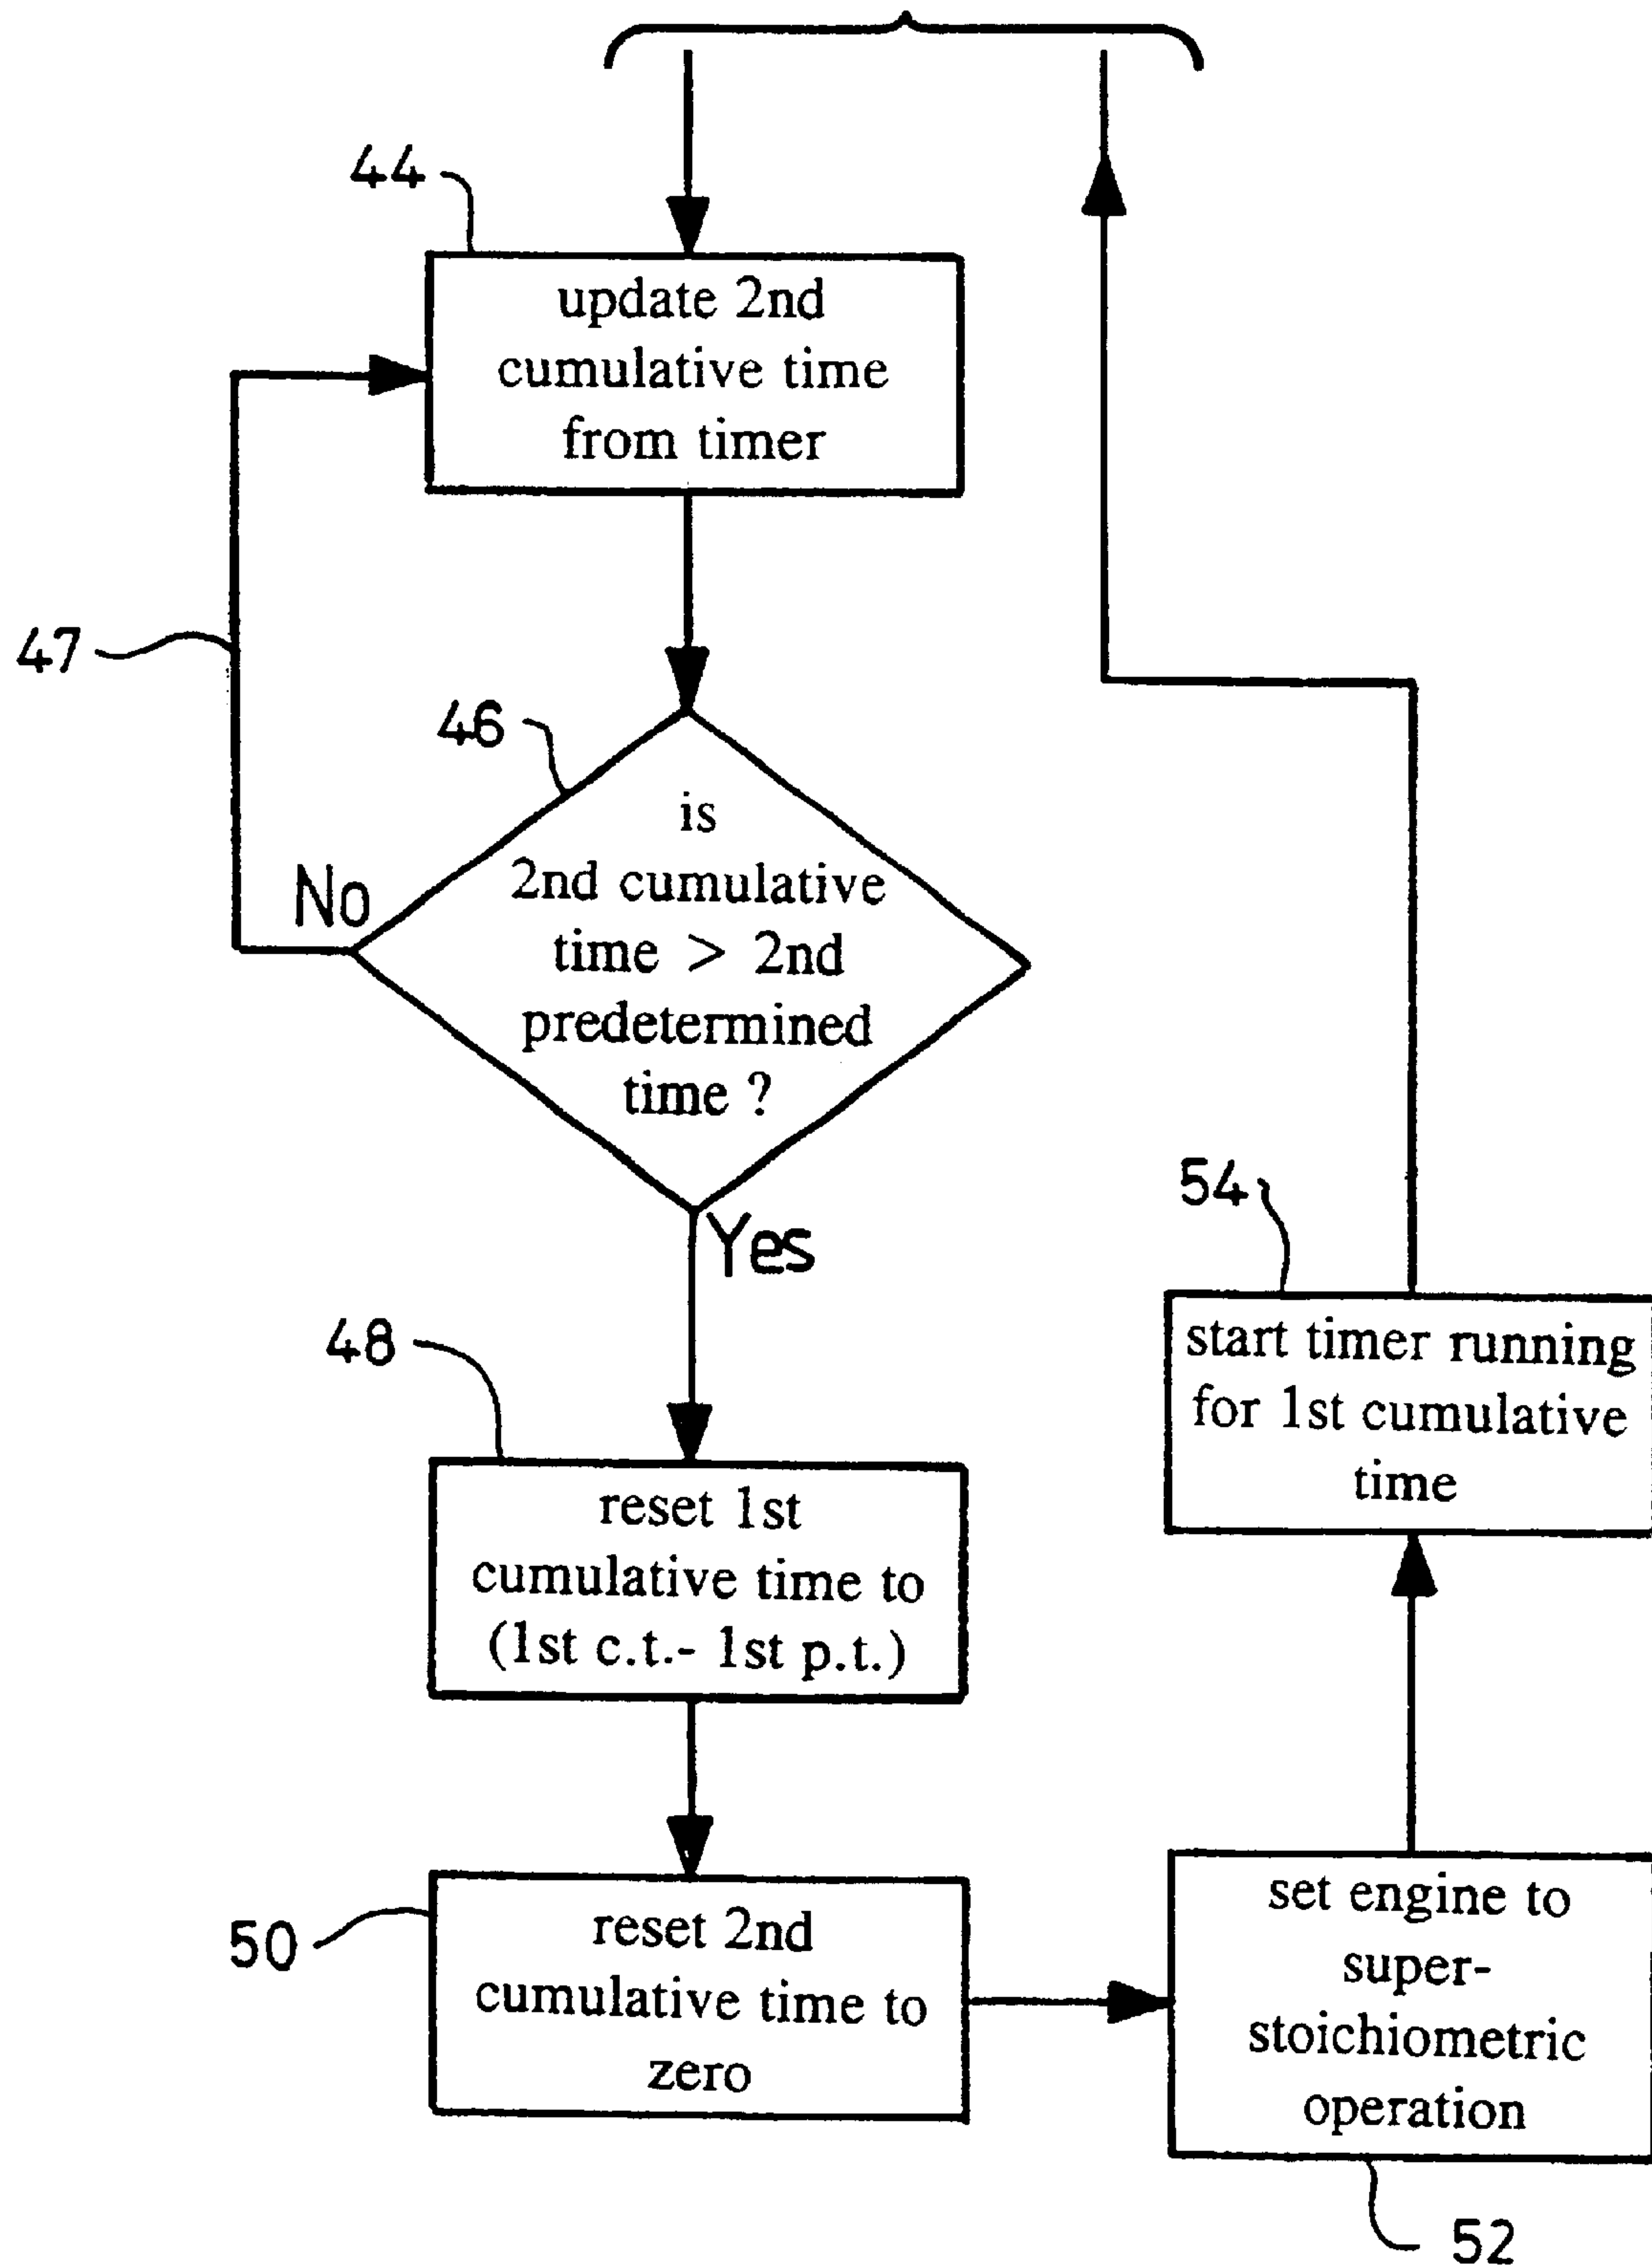 44
update 2nd
cumulative time
from timer
47
46
is
2nd cumulative
time > 2nd
predetermined
time ?
No
Yes
48
reset 1st
cumulative time to
(1st c.t.- 1st p.t.)
50
reset 2nd
cumulative time to
zero
set engine to
super-
stoichiometric
operation
52
54
start timer running
for 1st cumulative
time